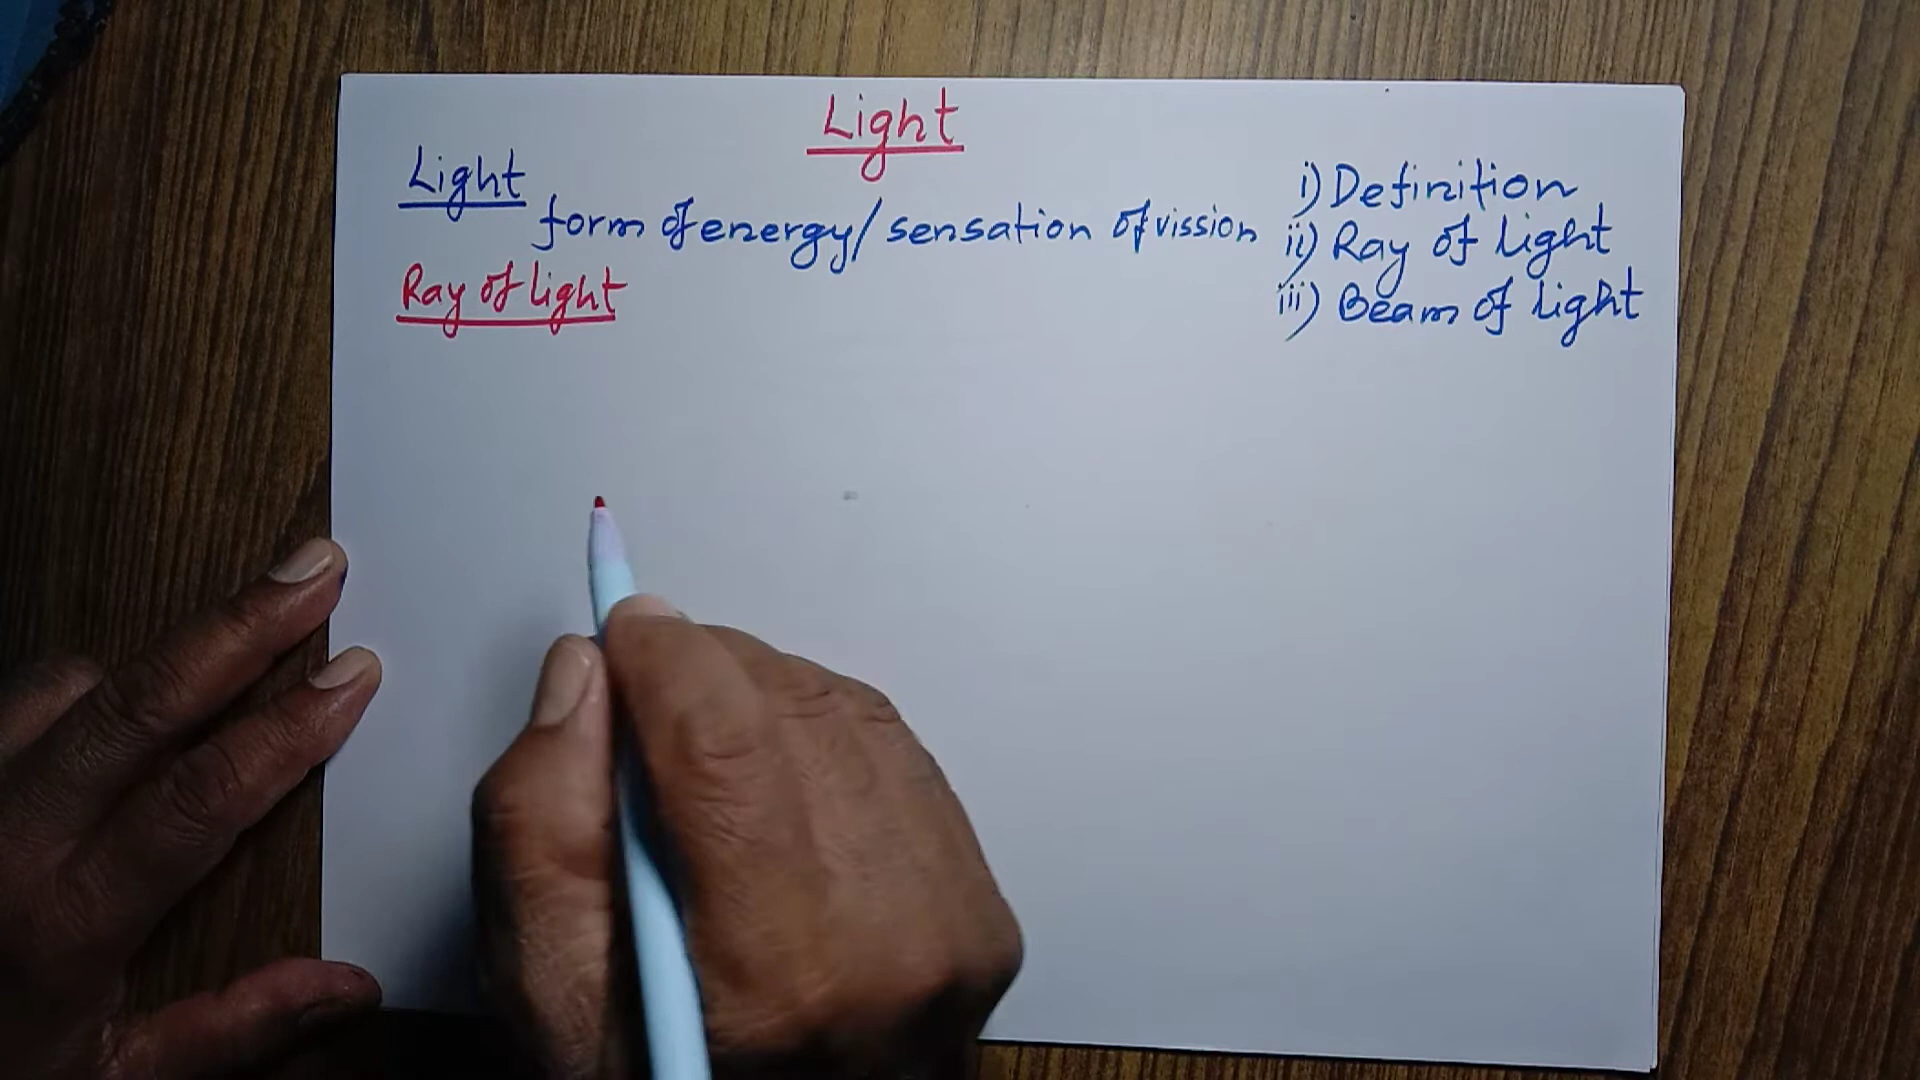 Light
Light
form of energy/sensation of vission
Ray of light
i) Definition
ii) Ray of light
iii) Beam of light